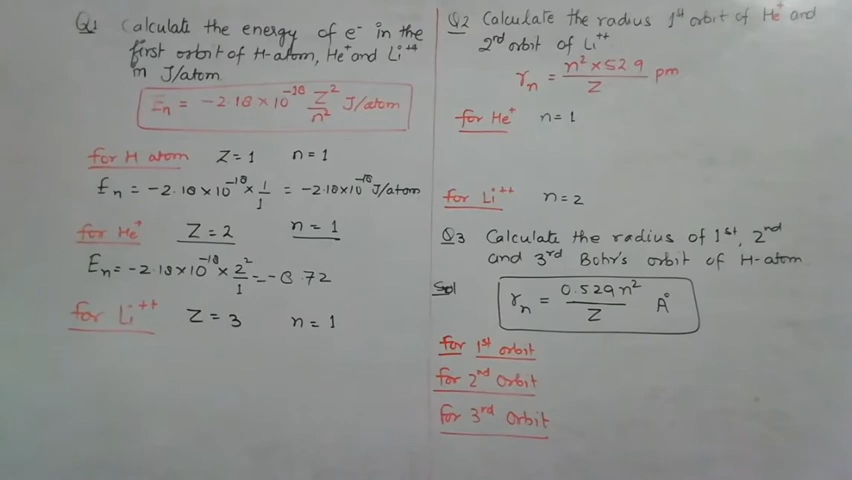 Q1 Calculate the energy of e⁻ in the
first orbit of H-atom, He⁺ and Li⁺⁺
in J/atom
Eₙ = -2.18 × 10⁻¹⁸ Z²/n² J/atom
for H atom Z = 1 n = 1
Eₙ = -2.18 × 10⁻¹⁸ × 1/1 = -2.18 × 10⁻¹⁸ J/atom
for He⁺ Z = 2 n = 1
Eₙ = -2.18 × 10⁻¹⁸ × 2²/1 = -8.72
for Li⁺⁺ Z = 3 n = 1
Q2 Calculate the radius 1st orbit of He⁺ and
2nd orbit of Li⁺⁺
rₙ = n² × 52.9/Z pm
for He⁺ n = 1
for Li⁺⁺ n = 2
Q3 Calculate the radius of 1st, 2nd
and 3rd Bohr's orbit of H-atom
Sol rₙ = 0.529 n²/Z A°
for 1st orbit
for 2nd orbit
for 3rd orbit